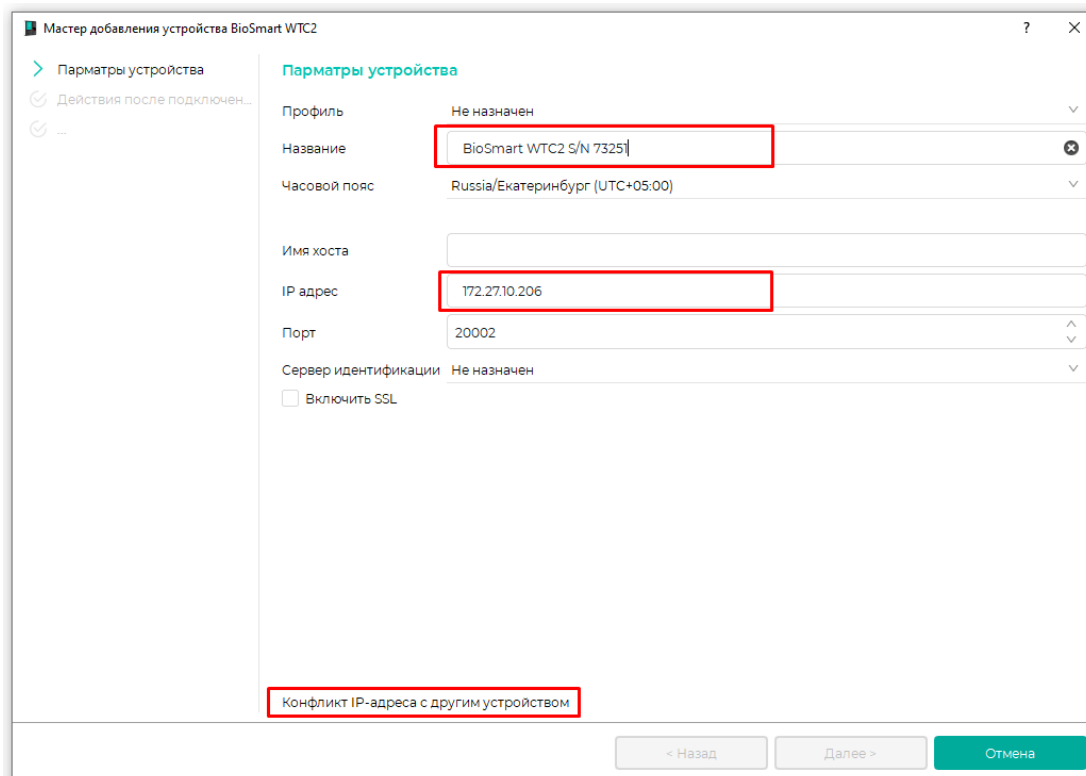 Мастер добавления устройства BioSmart WTC2
?
Парматры устройства
Действия после подключен...
...
Парматры устройства
Профиль Не назначен
Название BioSmart WTC2 S/N 73251
Часовой пояс Russia/Екатеринбург (UTC+05:00)
Имя хоста
IP адрес 172.27.10.206
Порт 20002
Сервер идентификации Не назначен
Включить SSL
Конфликт IP-адреса с другим устройством
< Назад Далее > Отмена